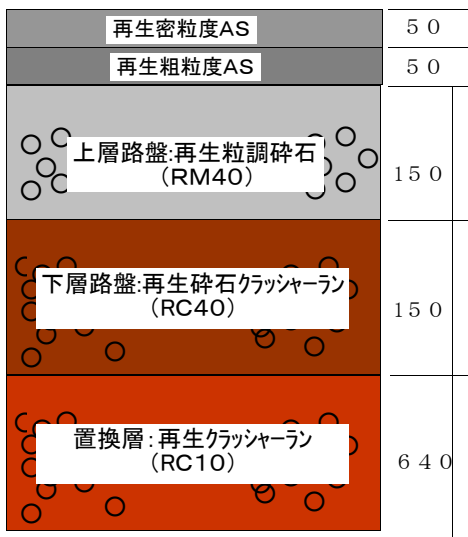 再生密粒度AS
５０
再生粗粒度AS
５０
上層路盤:再生粒調砕石
(RM40)
150
下層路盤:再生砕石クラッシャーラン
(RC40)
150
置換層：再生クラッシャーラン
(RC10)
６４０